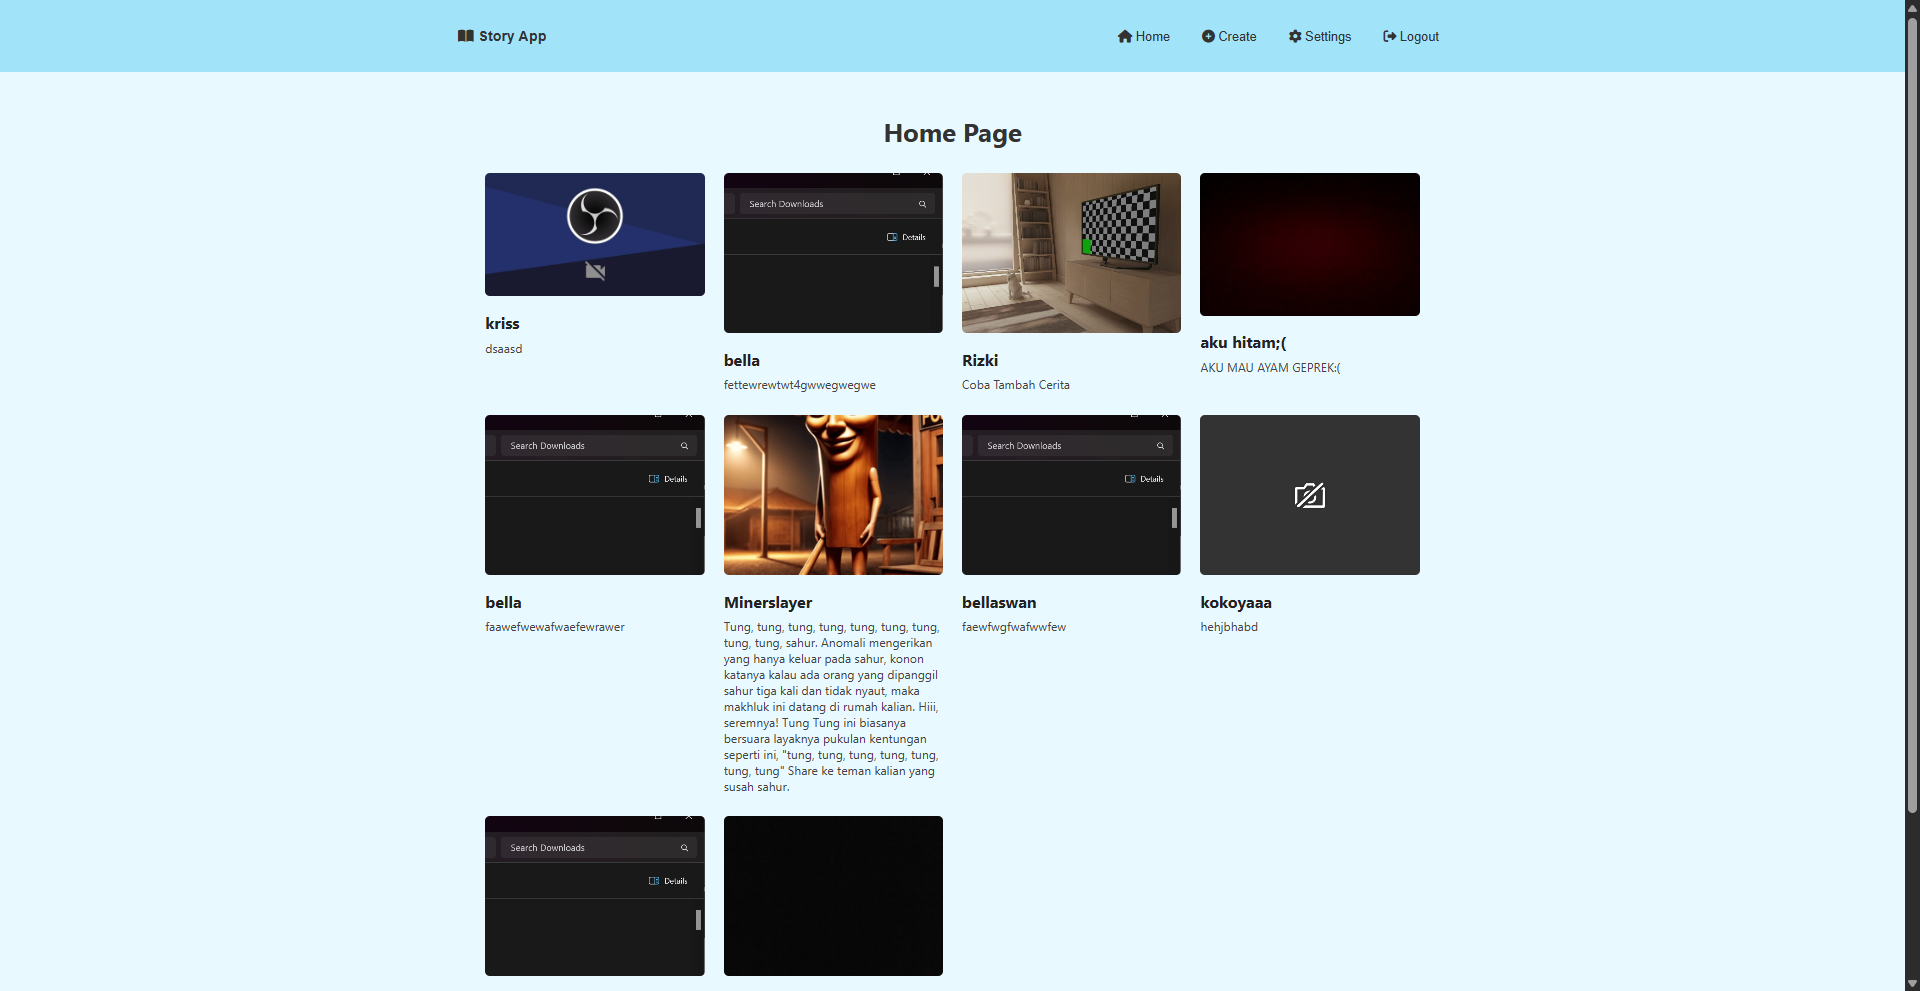 Story App
Home
Create
Settings
Logout
Home Page
Search Downloads
Details
kriss
dsaasd
bella
fettewrewtwt4gwwegwegwe
Rizki
Coba Tambah Cerita
aku hitam;(
AKU MAU AYAM GEPREK:(
Search Downloads
Details
Search Downloads
Details
bella
faawefwewafwaefewrawer
Minerslayer
Tung, tung, tung, tung, tung, tung, tung,
tung, tung, sahur. Anomali mengerikan
yang hanya keluar pada sahur, konon
katanya kalau ada orang yang dipanggil
sahur tiga kali dan tidak nyaut, maka
makhluk ini datang di rumah kalian. Hiii,
seremnya! Tung Tung ini biasanya
bersuara layaknya pukulan kentungan
seperti ini, "tung, tung, tung, tung, tung,
tung, tung" Share ke teman kalian yang
susah sahur.
bellaswan
faewfwgfwafwwfew
kokoyaaa
hehjbhabd
Search Downloads
Details